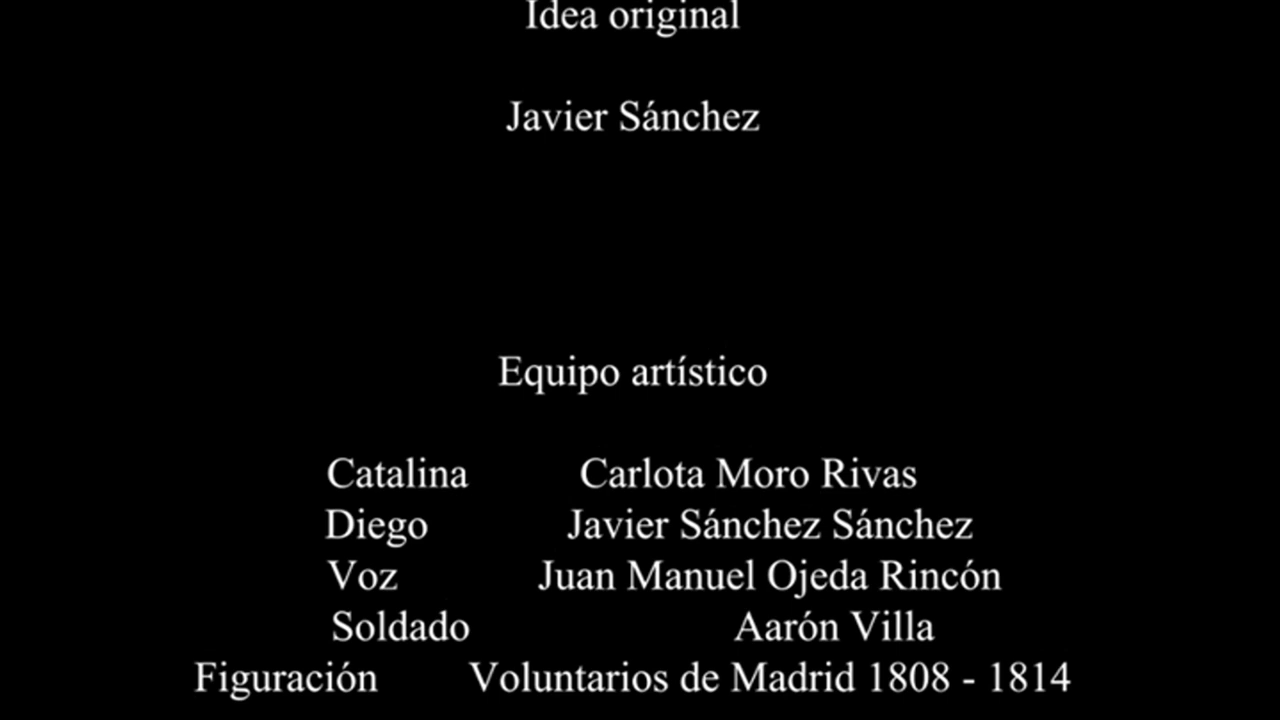 Idea original
Javier Sánchez
Equipo artístico
Catalina Carlota Moro Rivas
Diego Javier Sánchez Sánchez
Voz Juan Manuel Ojeda Rincón
Soldado Aarón Villa
Figuración Voluntarios de Madrid 1808 - 1814